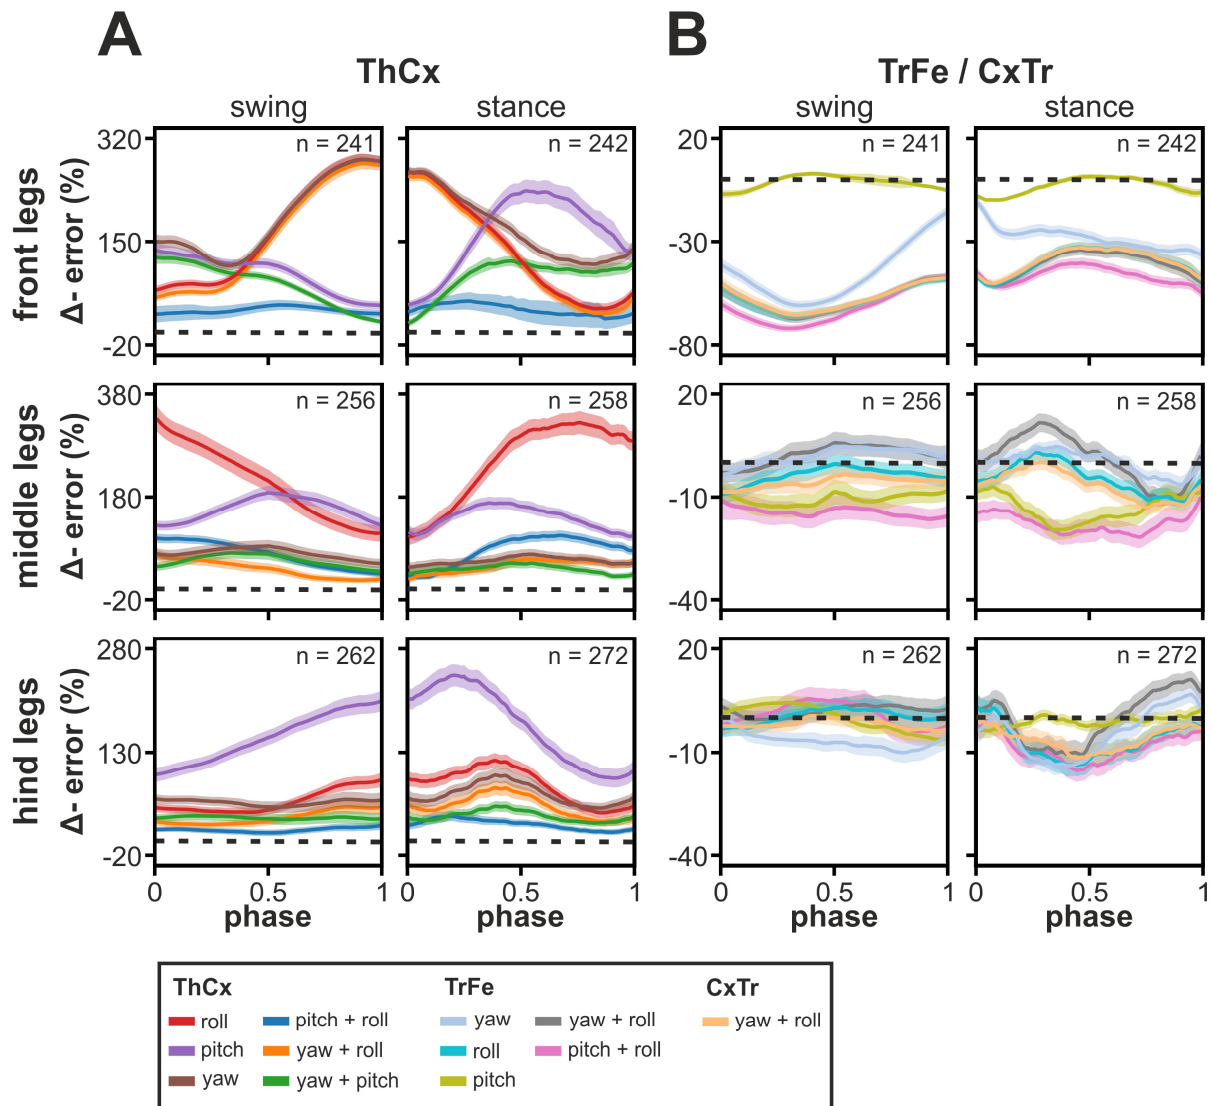 A
B
ThCx
TrFe / CxTr
swing
stance
swing
stance
front legs
Δ- error (%)
320
150
-20
n = 241
n = 242
20
-30
-80
n = 241
n = 242
middle legs
Δ- error (%)
380
180
-20
n = 256
n = 258
20
-10
-40
n = 256
n = 258
hind legs
Δ- error (%)
280
130
-20
n = 262
n = 272
20
-10
-40
n = 262
n = 272
0 0.5 1
0 0.5 1
0 0.5 1
0 0.5 1
phase
phase
phase
phase
ThCx
TrFe
CxTr
roll
pitch + roll
yaw
yaw + roll
yaw + roll
pitch
yaw + roll
roll
pitch + roll
yaw
yaw + pitch
pitch